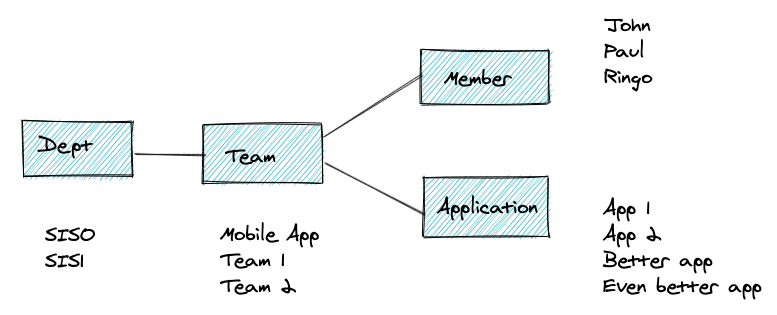 John
Paul
Ringo
Member
Dept
Team
Application
SISO
SISI
Mobile App
Team 1
Team 2
App 1
App 2
Better app
Even better app